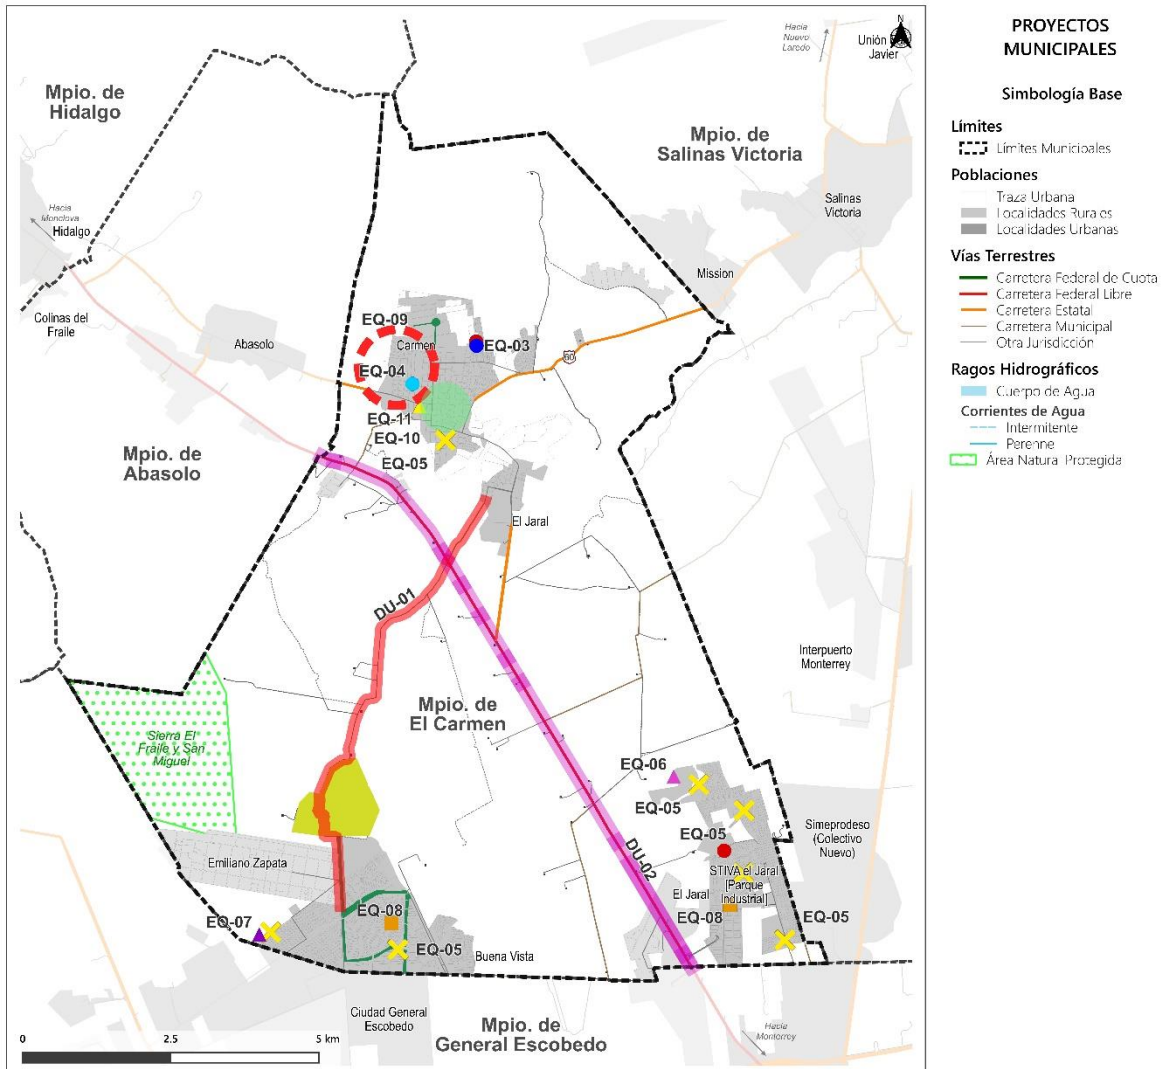 N
Hacia
Nuevo
Laredo
Unión
Javier
Mpio. de
Hidalgo
Mpio. de
Salinas Victoria
Salinas
Victoria
Hacia
Monclova
Hidalgo
Mission
Colinas del
Fraile
Abasolo
EQ-09
Carmen
EQ-03
EQ-04
EQ-11
EQ-10
EQ-05
Mpio. de
Abasolo
El Jaral
DU-01
Interpuerto
Monterrey
Mpio. de
El Carmen
Sierra El
Fraile y San
Miguel
EQ-06
EQ-05
Simeprodeso
(Colectivo
Nuevo)
EQ-05
DU-02
STIVA el Jaral
[Parque
Industrial]
Emiliano Zapata
El Jaral
EQ-08
EQ-05
EQ-07
EQ-08
EQ-05
Buena Vista
Ciudad General
Escobedo
Mpio. de
General Escobedo
Hacia
Monterrey
0 2.5 5 km
PROYECTOS
MUNICIPALES
Simbología Base
Límites
Límites Municipales
Poblaciones
Traza Urbana
Localidades Rurales
Localidades Urbanas
Vías Terrestres
Carretera Federal de Cuota
Carretera Federal Libre
Carretera Estatal
Carretera Municipal
Otra Jurisdicción
Ragos Hidrográficos
Cuerpo de Agua
Corrientes de Agua
Intermitente
Perenne
Área Natural Protegida